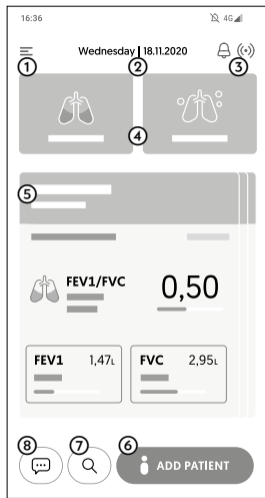 16:36 4G
Wednesday | 18.11.2020
1 2 3
4
5
FEV1/FVC 0,50
FEV1 1,47L FVC 2,95L
8 7 6
ADD PATIENT